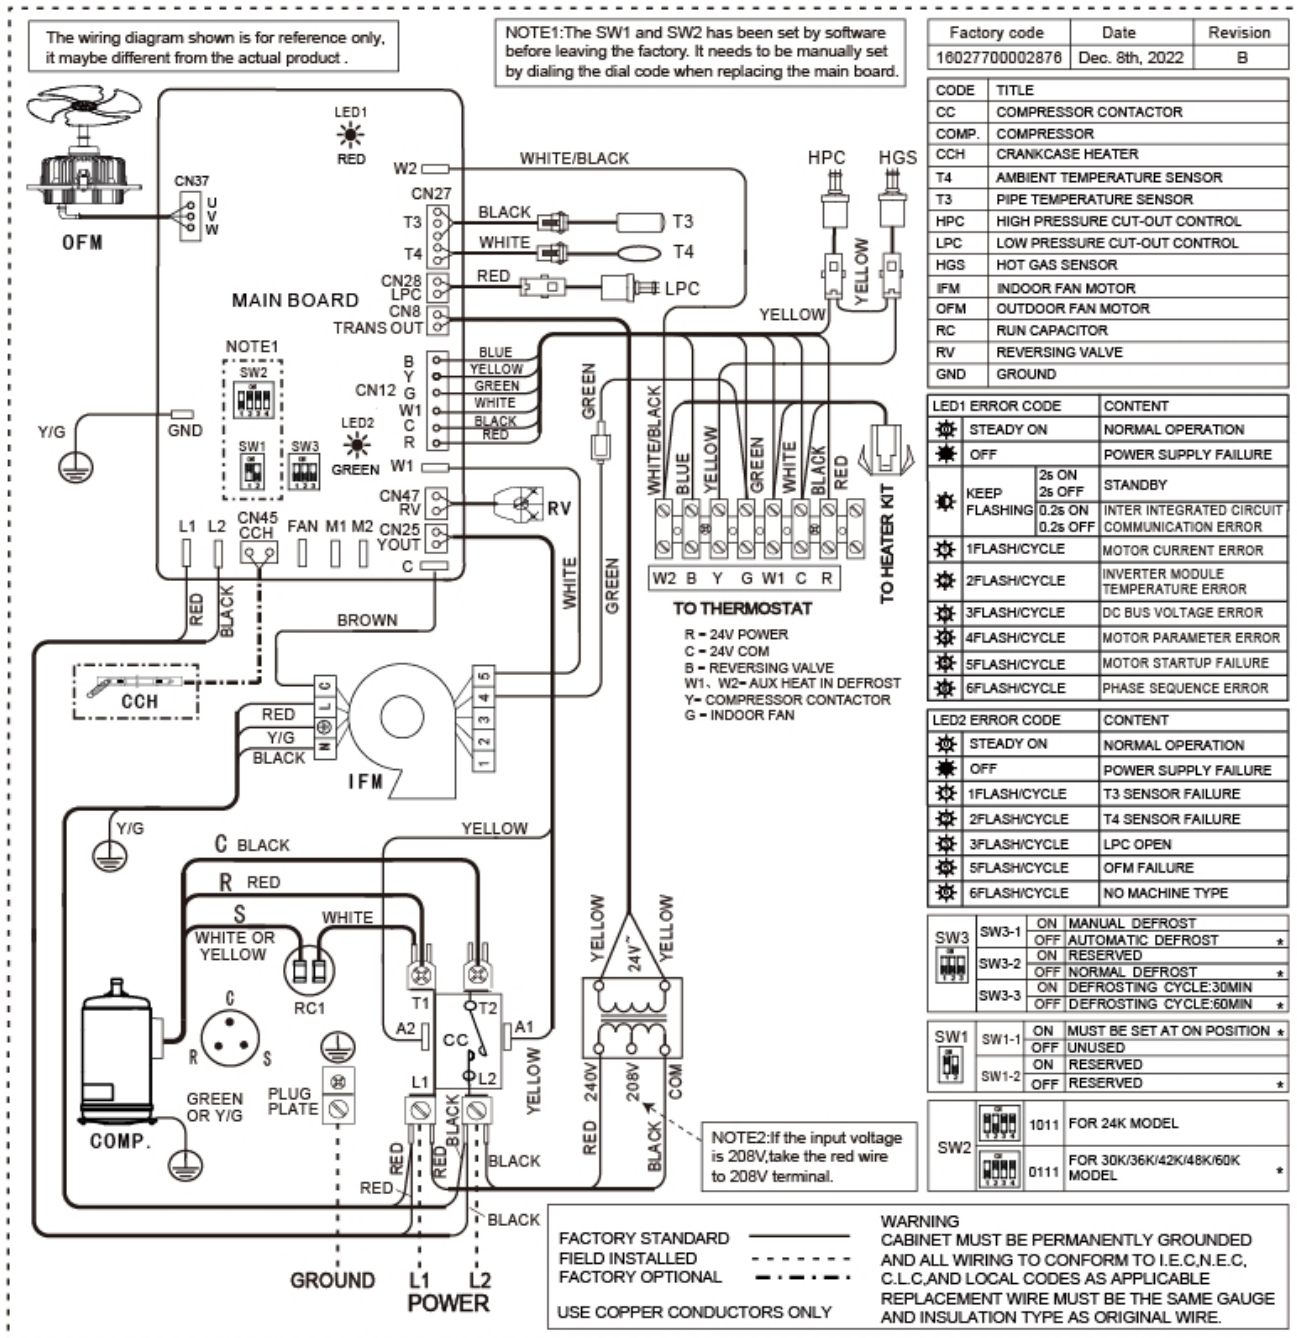 The wiring diagram shown is for reference only,
it maybe different from the actual product .
NOTE1:The SW1 and SW2 has been set by software
before leaving the factory. It needs to be manually set
by dialing the dial code when replacing the main board.
Factory code Date Revision
16027700002876 Dec. 8th, 2022 B
CODE TITLE
CC COMPRESSOR CONTACTOR
COMP. COMPRESSOR
CCH CRANKCASE HEATER
T4 AMBIENT TEMPERATURE SENSOR
T3 PIPE TEMPERATURE SENSOR
HPC HIGH PRESSURE CUT-OUT CONTROL
LPC LOW PRESSURE CUT-OUT CONTROL
HGS HOT GAS SENSOR
IFM INDOOR FAN MOTOR
OFM OUTDOOR FAN MOTOR
RC RUN CAPACITOR
RV REVERSING VALVE
GND GROUND
LED1 ERROR CODE CONTENT
STEADY ON NORMAL OPERATION
OFF POWER SUPPLY FAILURE
KEEP FLASHING
2s ON
2s OFF
STANDBY
0.2s ON
0.2s OFF
INTER INTEGRATED CIRCUIT
COMMUNICATION ERROR
1FLASH/CYCLE MOTOR CURRENT ERROR
2FLASH/CYCLE INVERTER MODULE
TEMPERATURE ERROR
3FLASH/CYCLE DC BUS VOLTAGE ERROR
4FLASH/CYCLE MOTOR PARAMETER ERROR
5FLASH/CYCLE MOTOR STARTUP FAILURE
6FLASH/CYCLE PHASE SEQUENCE ERROR
LED2 ERROR CODE CONTENT
STEADY ON NORMAL OPERATION
OFF POWER SUPPLY FAILURE
1FLASH/CYCLE T3 SENSOR FAILURE
2FLASH/CYCLE T4 SENSOR FAILURE
3FLASH/CYCLE LPC OPEN
5FLASH/CYCLE OFM FAILURE
6FLASH/CYCLE NO MACHINE TYPE
SW3
SW3-1 ON MANUAL DEFROST
OFF AUTOMATIC DEFROST *
SW3-2 ON RESERVED
OFF NORMAL DEFROST *
SW3-3 ON DEFROSTING CYCLE:30MIN
OFF DEFROSTING CYCLE:60MIN *
SW1
SW1-1 ON MUST BE SET AT ON POSITION *
OFF UNUSED
SW1-2 ON RESERVED
OFF RESERVED *
SW2
1011 FOR 24K MODEL
0111 FOR 30K/36K/42K/48K/60K
MODEL *
OFM
CN37
U
V
W
LED1
RED
MAIN BOARD
NOTE1
SW2
SW1
SW3
LED2
GREEN
Y/G
GND
W2
CN27
T3
T4
CN28
LPC
CN8
TRANS OUT
CN12
B
Y
G
W1
C
R
W1
CN47
RV
CN25
YOUT
C
L1
L2
CN45
CCH
FAN
M1
M2
WHITE/BLACK
BLACK
T3
WHITE
T4
RED
LPC
HPC
HGS
YELLOW
YELLOW
BLUE
YELLOW
GREEN
WHITE
BLACK
RED
RV
GREEN
WHITE/BLACK
BLUE
YELLOW
GREEN
WHITE
BLACK
RED
TO HEATER KIT
W2 B Y G W1 C R
TO THERMOSTAT
R - 24V POWER
C - 24V COM
B - REVERSING VALVE
W1、W2- AUX HEAT IN DEFROST
Y- COMPRESSOR CONTACTOR
G - INDOOR FAN
WHITE
GREEN
RED
BLACK
BROWN
CCH
C
L
N
RED
Y/G
BLACK
IFM
5
4
3
2
1
Y/G
YELLOW
C BLACK
R RED
S
WHITE OR
YELLOW
WHITE
RC1
C
R
S
COMP.
GREEN
OR Y/G
PLUG
PLATE
T1
T2
A2
CC
A1
L1
L2
YELLOW
YELLOW
YELLOW
24V~
240V
208V
COM
RED
BLACK
RED
RED
BLACK
BLACK
RED
BLACK
NOTE2:If the input voltage
is 208V,take the red wire
to 208V terminal.
GROUND
L1
L2
POWER
FACTORY STANDARD
FIELD INSTALLED
FACTORY OPTIONAL
USE COPPER CONDUCTORS ONLY
WARNING
CABINET MUST BE PERMANENTLY GROUNDED
AND ALL WIRING TO CONFORM TO I.E.C,N.E.C,
C.L.C,AND LOCAL CODES AS APPLICABLE
REPLACEMENT WIRE MUST BE THE SAME GAUGE
AND INSULATION TYPE AS ORIGINAL WIRE.